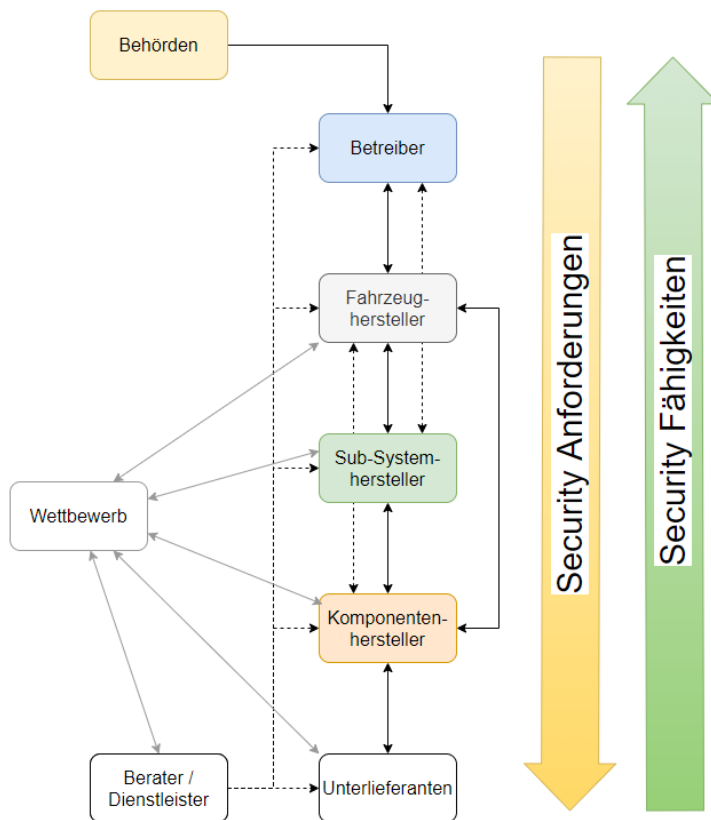 Behörden
Betreiber
Fahrzeug-
hersteller
Sub-System-
hersteller
Wettbewerb
Komponenten-
hersteller
Berater /
Dienstleister
Unterlieferanten
Security Anforderungen
Security Fähigkeiten